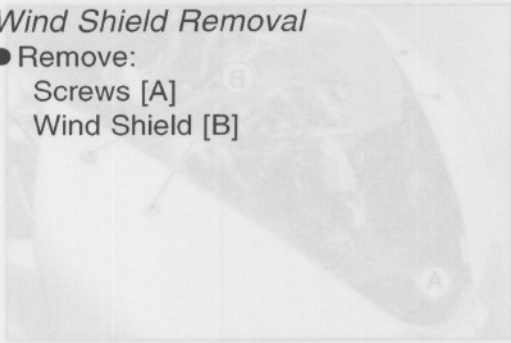 Wind Shield Removal
● Remove:
Screws [A]
Wind Shield [B]
B
A